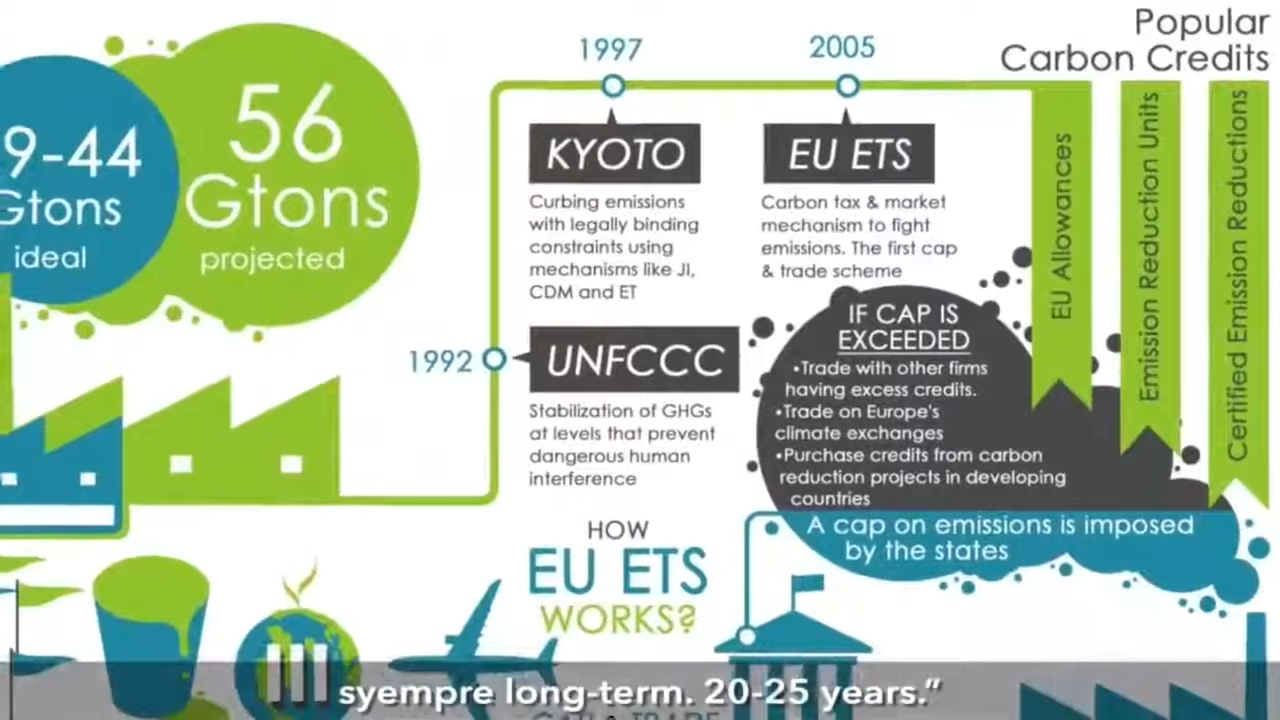 Popular
Carbon Credits
1997
2005
56
Gtons
projected
9-44
Gtons
ideal
KYOTO
Curbing emissions
with legally binding
constraints using
mechanisms like JI,
CDM and ET
EU ETS
Carbon tax & market
mechanism to fight
emissions. The first cap
& trade scheme
EU Allowances
Emission Reduction Units
Certified Emission Reductions
1992
UNFCCC
Stabilization of GHGs
at levels that prevent
dangerous human
interference
IF CAP IS
EXCEEDED
•Trade with other firms
having excess credits.
•Trade on Europe's
climate exchanges
•Purchase credits from carbon
reduction projects in developing
countries
A cap on emissions is imposed
by the states
HOW
EU ETS
WORKS?
syempre long-term. 20-25 years.”